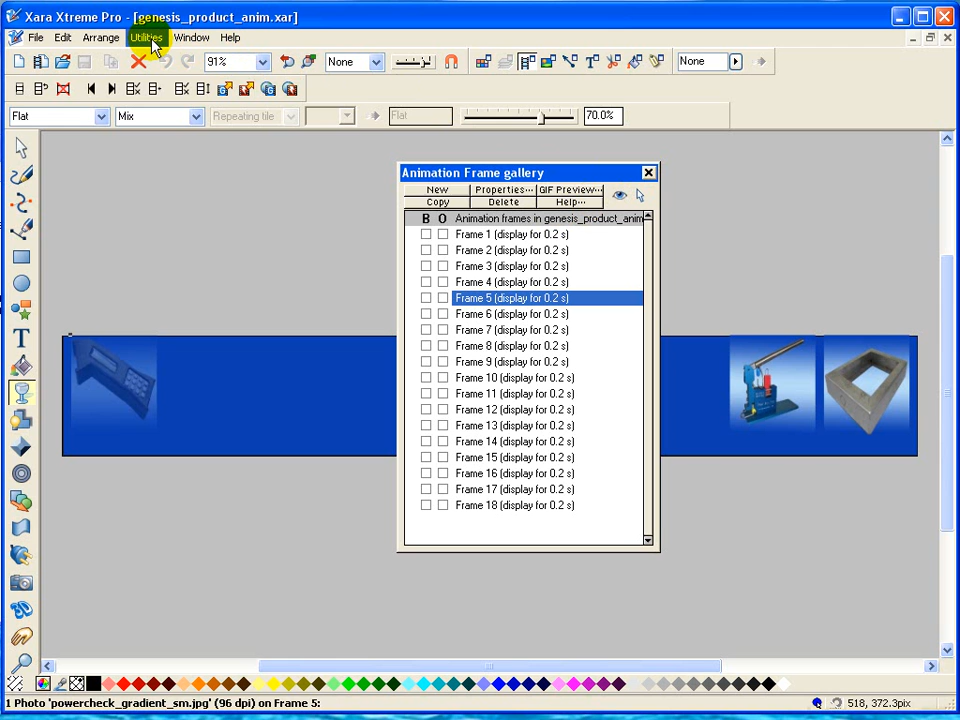 Xara Xtreme Pro - [genesis_product_anim.xar]
File Edit Arrange Utilities Window Help
91% None None
Flat Mix Repeating tile Flat 70.0%
Animation Frame gallery
New Properties... GIF Preview...
Copy Delete Help...
B O Animation frames in genesis_product_anim
Frame 1 (display for 0.2 s)
Frame 2 (display for 0.2 s)
Frame 3 (display for 0.2 s)
Frame 4 (display for 0.2 s)
Frame 5 (display for 0.2 s)
Frame 6 (display for 0.2 s)
Frame 7 (display for 0.2 s)
Frame 8 (display for 0.2 s)
Frame 9 (display for 0.2 s)
Frame 10 (display for 0.2 s)
Frame 11 (display for 0.2 s)
Frame 12 (display for 0.2 s)
Frame 13 (display for 0.2 s)
Frame 14 (display for 0.2 s)
Frame 15 (display for 0.2 s)
Frame 16 (display for 0.2 s)
Frame 17 (display for 0.2 s)
Frame 18 (display for 0.2 s)
1 Photo 'powercheck_gradient_sm.jpg' (96 dpi) on Frame 5: 518, 372.3pix